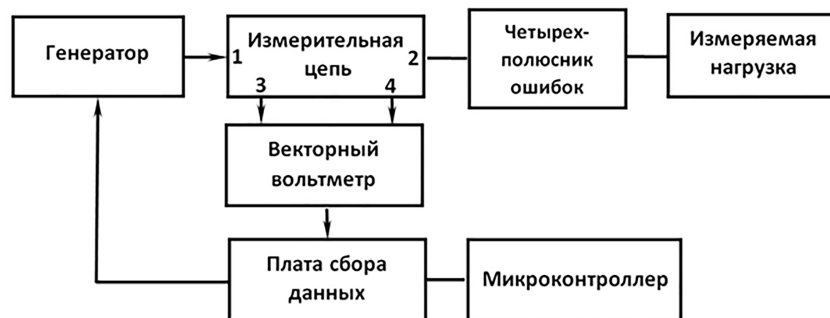 Генератор
Измерительная
цепь
1
2
3
4
Четырех-
полюсник
ошибок
Измеряемая
нагрузка
Векторный
вольтметр
Плата сбора
данных
Микроконтроллер